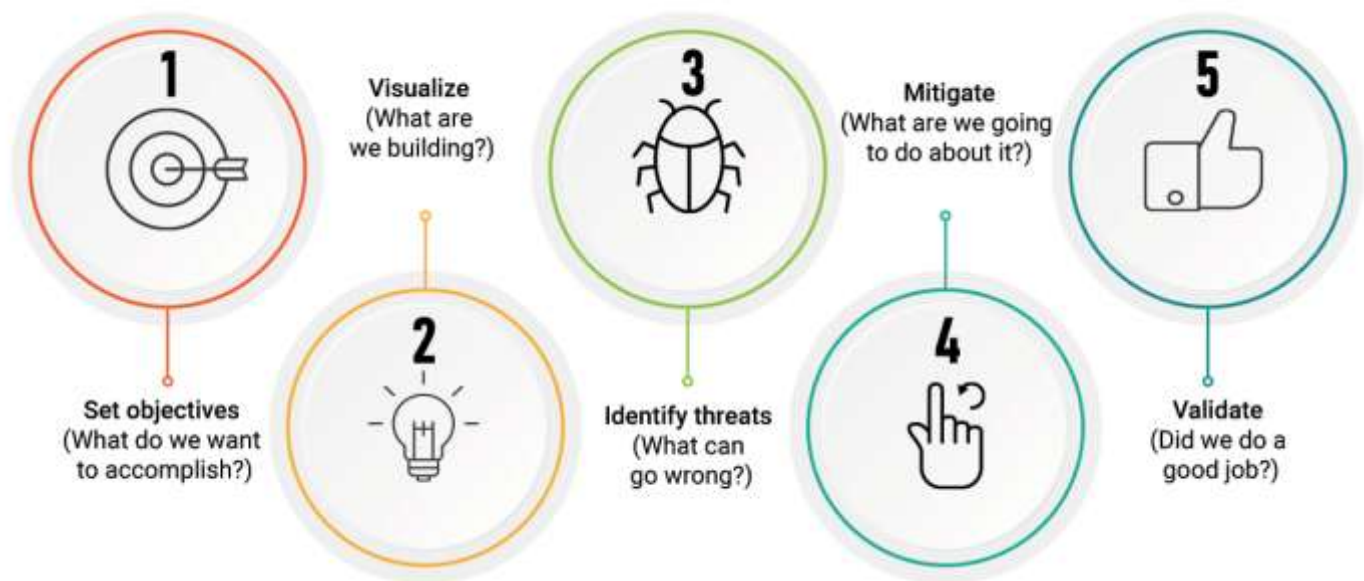 1
Set objectives
(What do we want
to accomplish?)
Visualize
(What are
we building?)
2
3
Identify threats
(What can
go wrong?)
Mitigate
(What are we going
to do about it?)
4
5
Validate
(Did we do a
good job?)